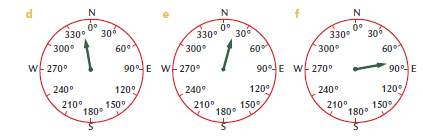 d e f
N N N
330° 0° 30° 330° 0° 30° 330° 0° 30°
300° 60° 300° 60° 300° 60°
W 270° 90° E W 270° 90° E W 270° 90° E
240° 120° 240° 120° 240° 120°
210° 180° 150° 210° 180° 150° 210° 180° 150°
S S S